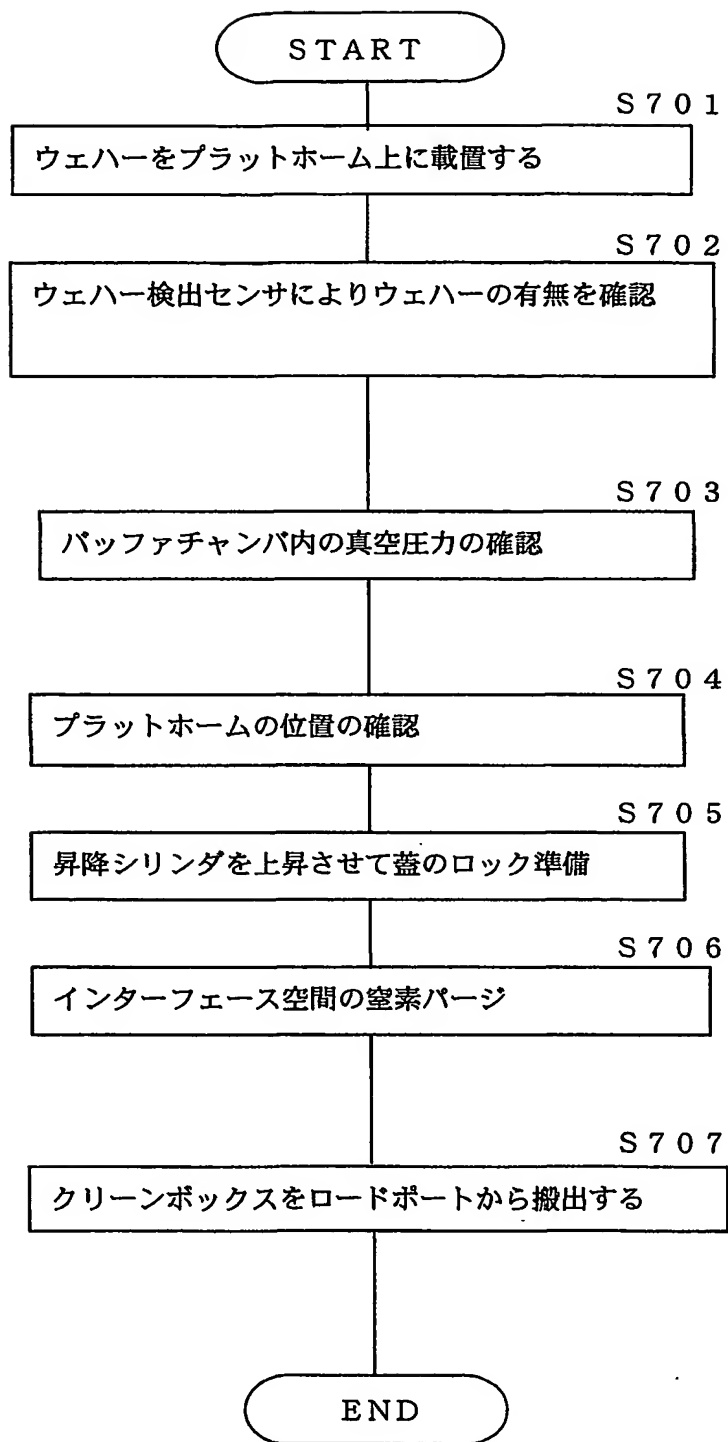 START
S701
ウェハーをプラットホーム上に載置する
S702
ウェハー検出センサによりウェハーの有無を確認
S703
バッファチャンバ内の真空圧力の確認
S704
プラットホームの位置の確認
S705
昇降シリンダを上昇させて蓋のロック準備
S706
インターフェース空間の窒素パージ
S707
クリーンボックスをロードポートから搬出する
END